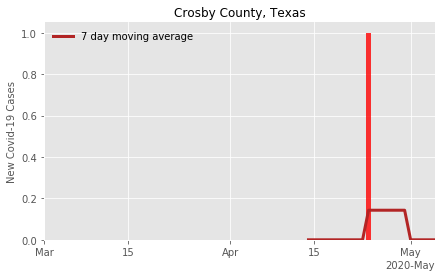 Crosby County, Texas
7 day moving average
New Covid-19 Cases
1.0
0.8
0.6
0.4
0.2
0.0
Mar 15 Apr 15 May
2020-May